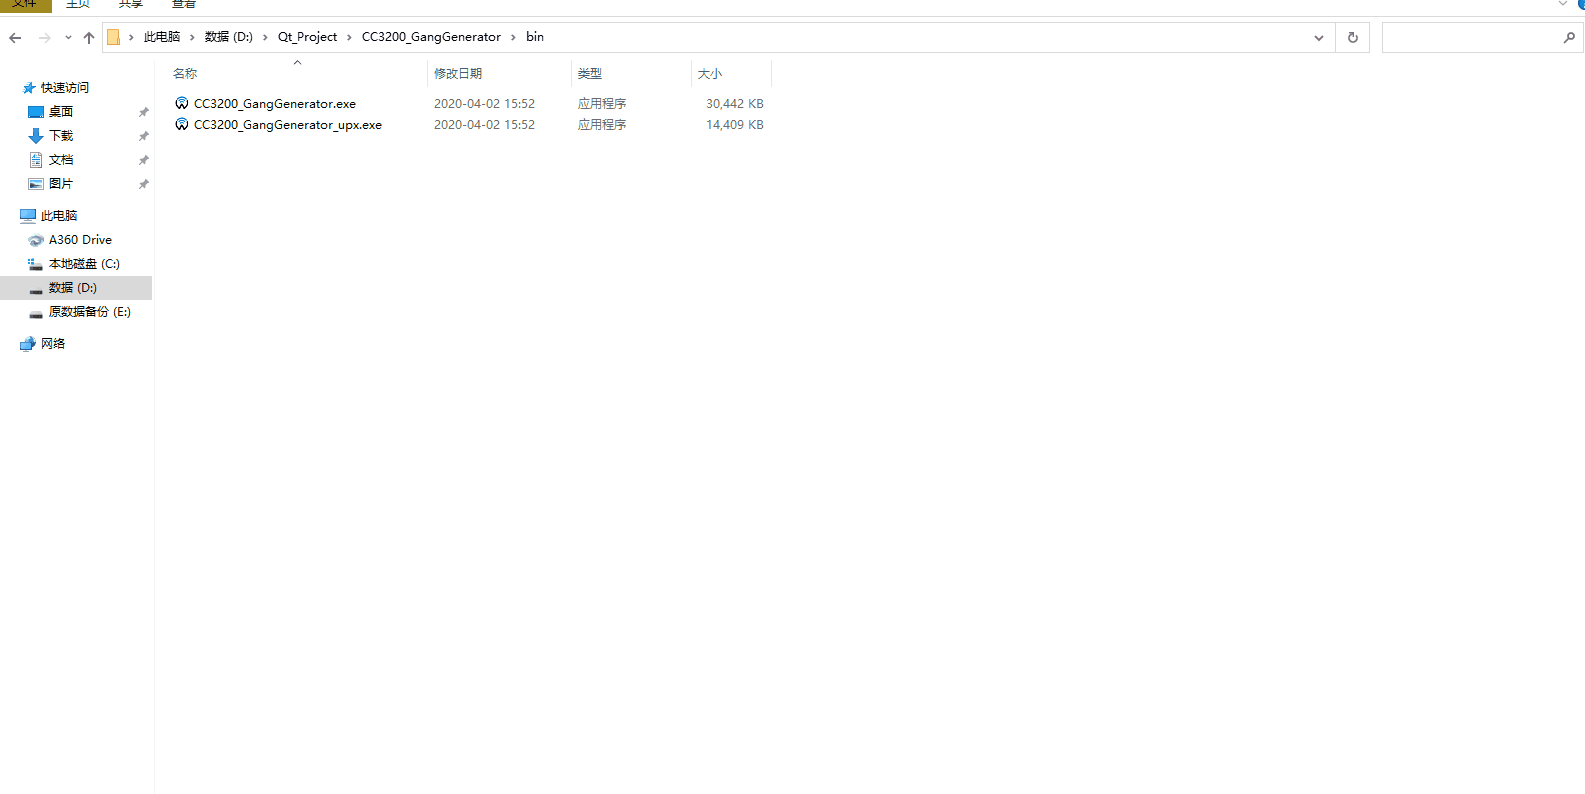 文件 主页 共享 查看
此电脑 数据 (D:) Qt_Project CC3200_GangGenerator bin
名称 修改日期 类型 大小
CC3200_GangGenerator.exe 2020-04-02 15:52 应用程序 30,442 KB
CC3200_GangGenerator_upx.exe 2020-04-02 15:52 应用程序 14,409 KB
快速访问
桌面
下载
文档
图片
此电脑
A360 Drive
本地磁盘 (C:)
数据 (D:)
原数据备份 (E:)
网络